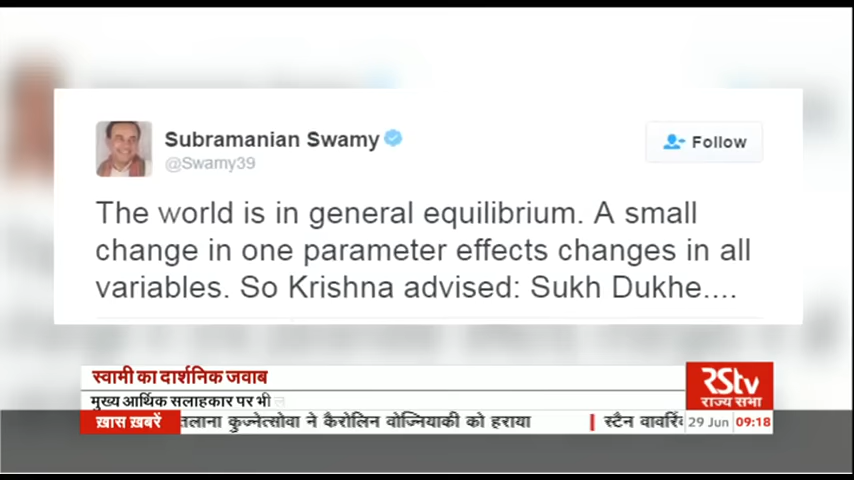 Subramanian Swamy
@Swamy39
Follow
The world is in general equilibrium. A small
change in one parameter effects changes in all
variables. So Krishna advised: Sukh Dukhe....
स्वामी का दार्शनिक जवाब
मुख्य आर्थिक सलाहकार पर भी
RStv
राज्य सभा
ख़ास ख़बरें
तलाना कुज़्नेत्सोवा ने कैरोलिन वोज्नियाकी को हराया
स्टैन
29 Jun
09:18